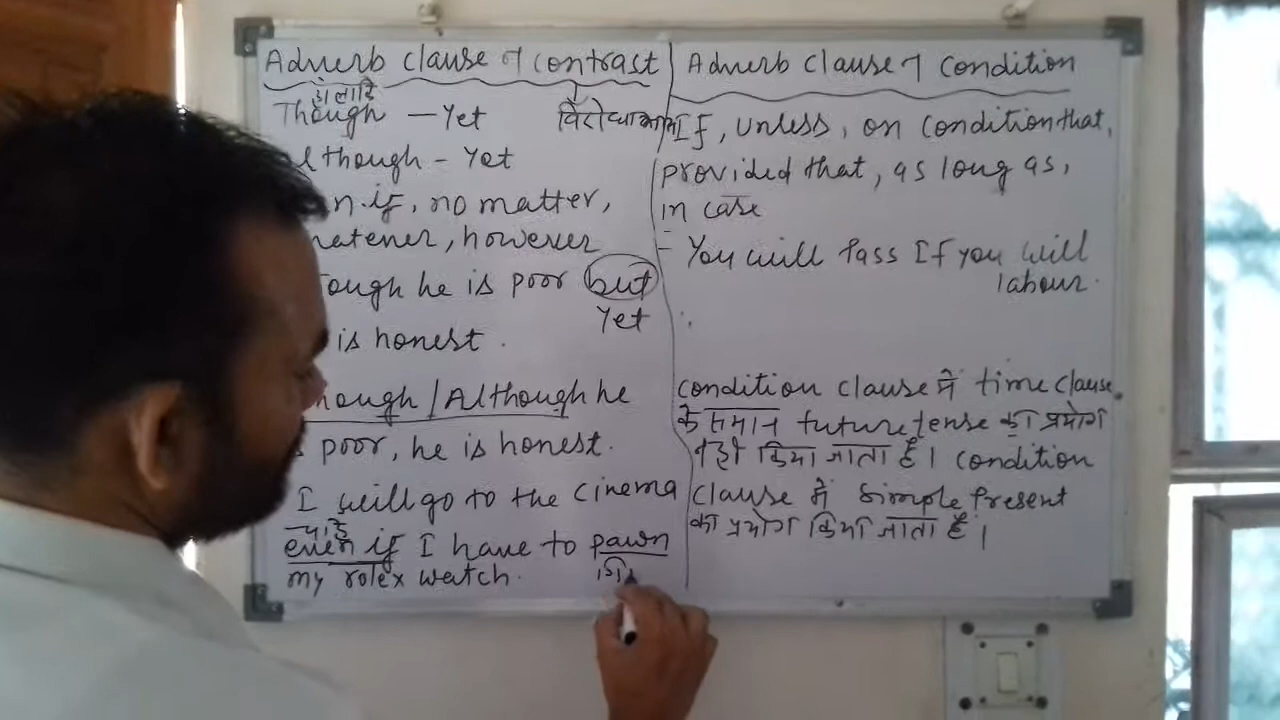 Adverb clause of contrast
हालांकि
Though — Yet
विरोधाभास
although - Yet
even if, no matter,
whatever, however
Though he is poor but
Yet
is honest.
Though / Although he
is poor, he is honest.
I will go to the cinema
चाहे
even if I have to pawn
my rolex watch.
Adverb clause of condition
If, unless, on condition that,
provided that, as long as,
in case
- You will Pass If you will
labour.
condition clause में time clause
के समान future tense का प्रयोग
नहीं किया जाता है। condition
clause में Simple Present
का प्रयोग किया जाता है।